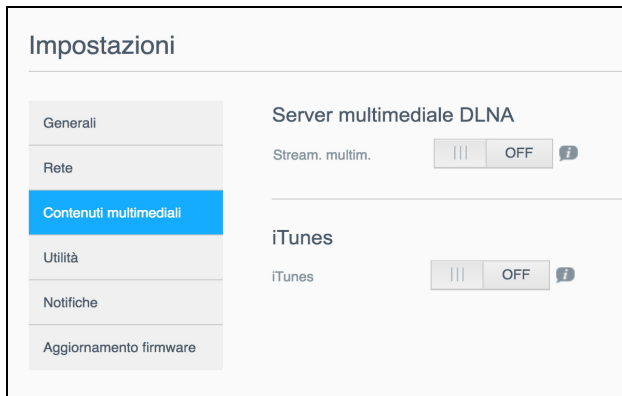 Impostazioni
Generali
Rete
Contenuti multimediali
Utilità
Notifiche
Aggiornamento firmware
Server multimediale DLNA
Stream. multim.
OFF
i
iTunes
iTunes
OFF
i